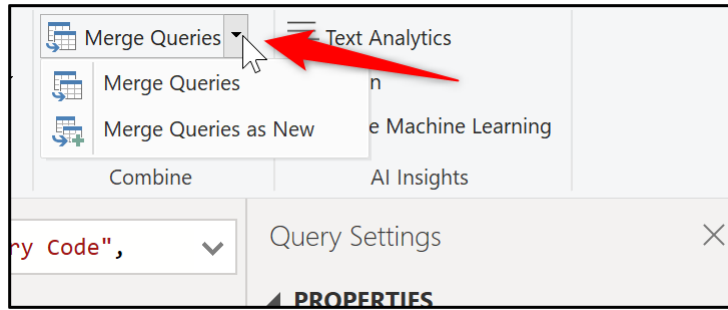 Merge Queries
Text Analytics
Merge Queries
n
Merge Queries as New
e Machine Learning
Combine
AI Insights
ry Code",
Query Settings
PROPERTIES